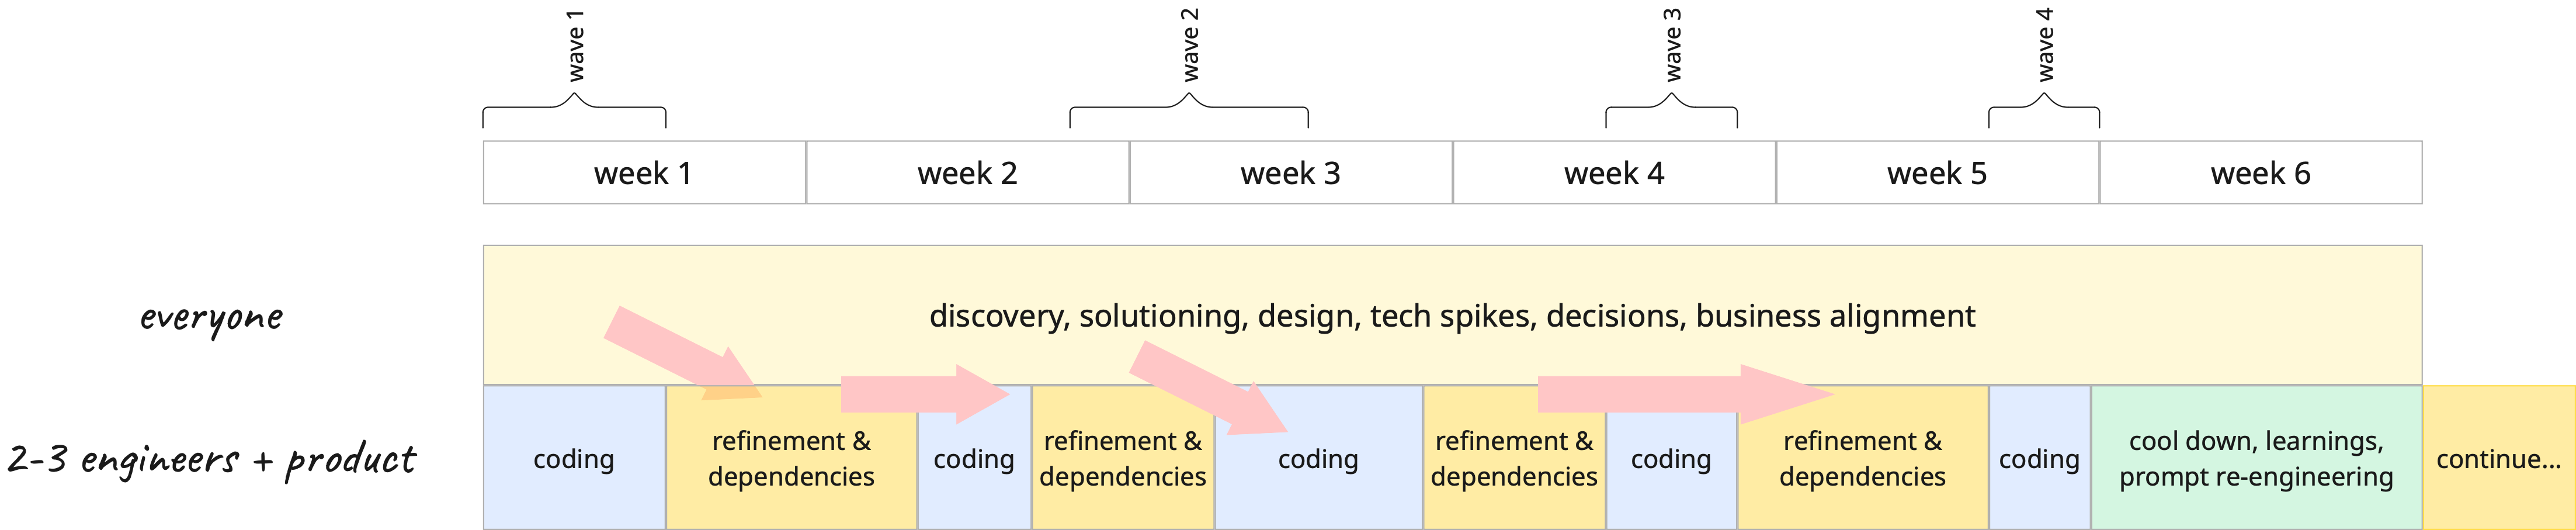 wave 1
wave 2
wave 3
wave 4
week 1
week 2
week 3
week 4
week 5
week 6
everyone
discovery, solutioning, design, tech spikes, decisions, business alignment
2-3 engineers + product
coding
refinement &
dependencies
coding
refinement &
dependencies
coding
refinement &
dependencies
coding
refinement &
dependencies
coding
cool down, learnings,
prompt re-engineering
continue...